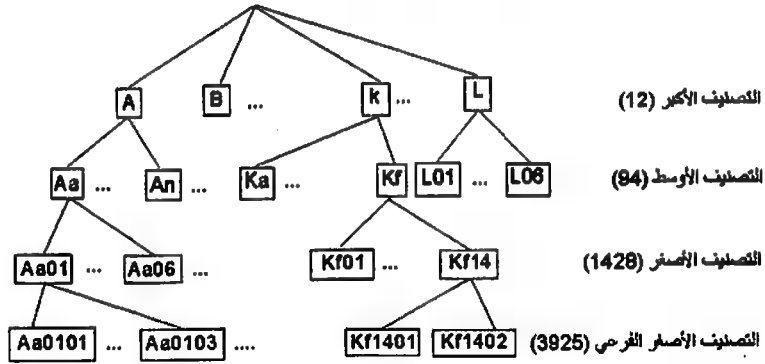 A B ... k ... L التصنيف الأكبر (12)
Aa ... An ... Ka ... Kf L01 ... L06 التصنيف الأوسط (94)
Aa01 ... Aa06 ... Kf01 ... Kf14 التصنيف الأصغر (1428)
Aa0101 ... Aa0103 .... Kf1401 Kf1402 التصنيف الأصغر الفرعي (3925)